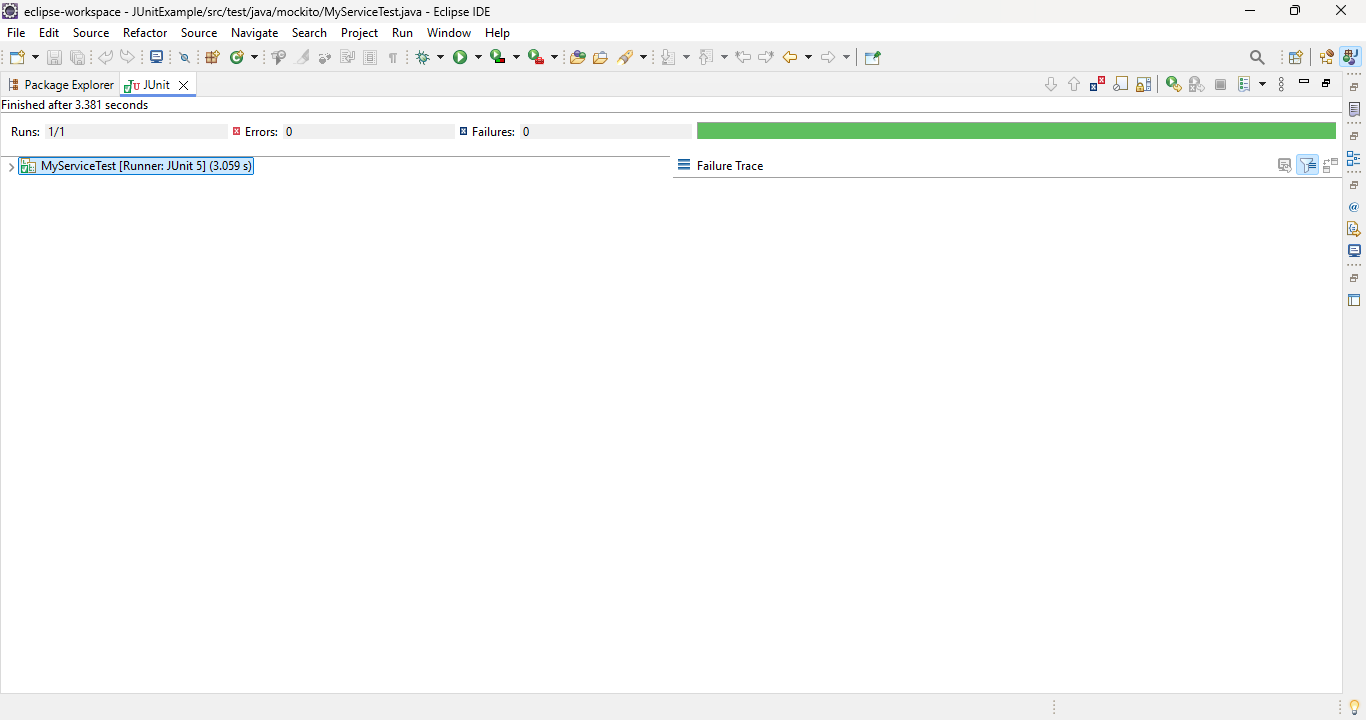 eclipse-workspace - JUnitExample/src/test/java/mockito/MyServiceTest.java - Eclipse IDE
File Edit Source Refactor Source Navigate Search Project Run Window Help
Package Explorer JUnit
Finished after 3.381 seconds
Runs: 1/1 Errors: 0 Failures: 0
MyServiceTest [Runner: JUnit 5] (3.059 s) Failure Trace